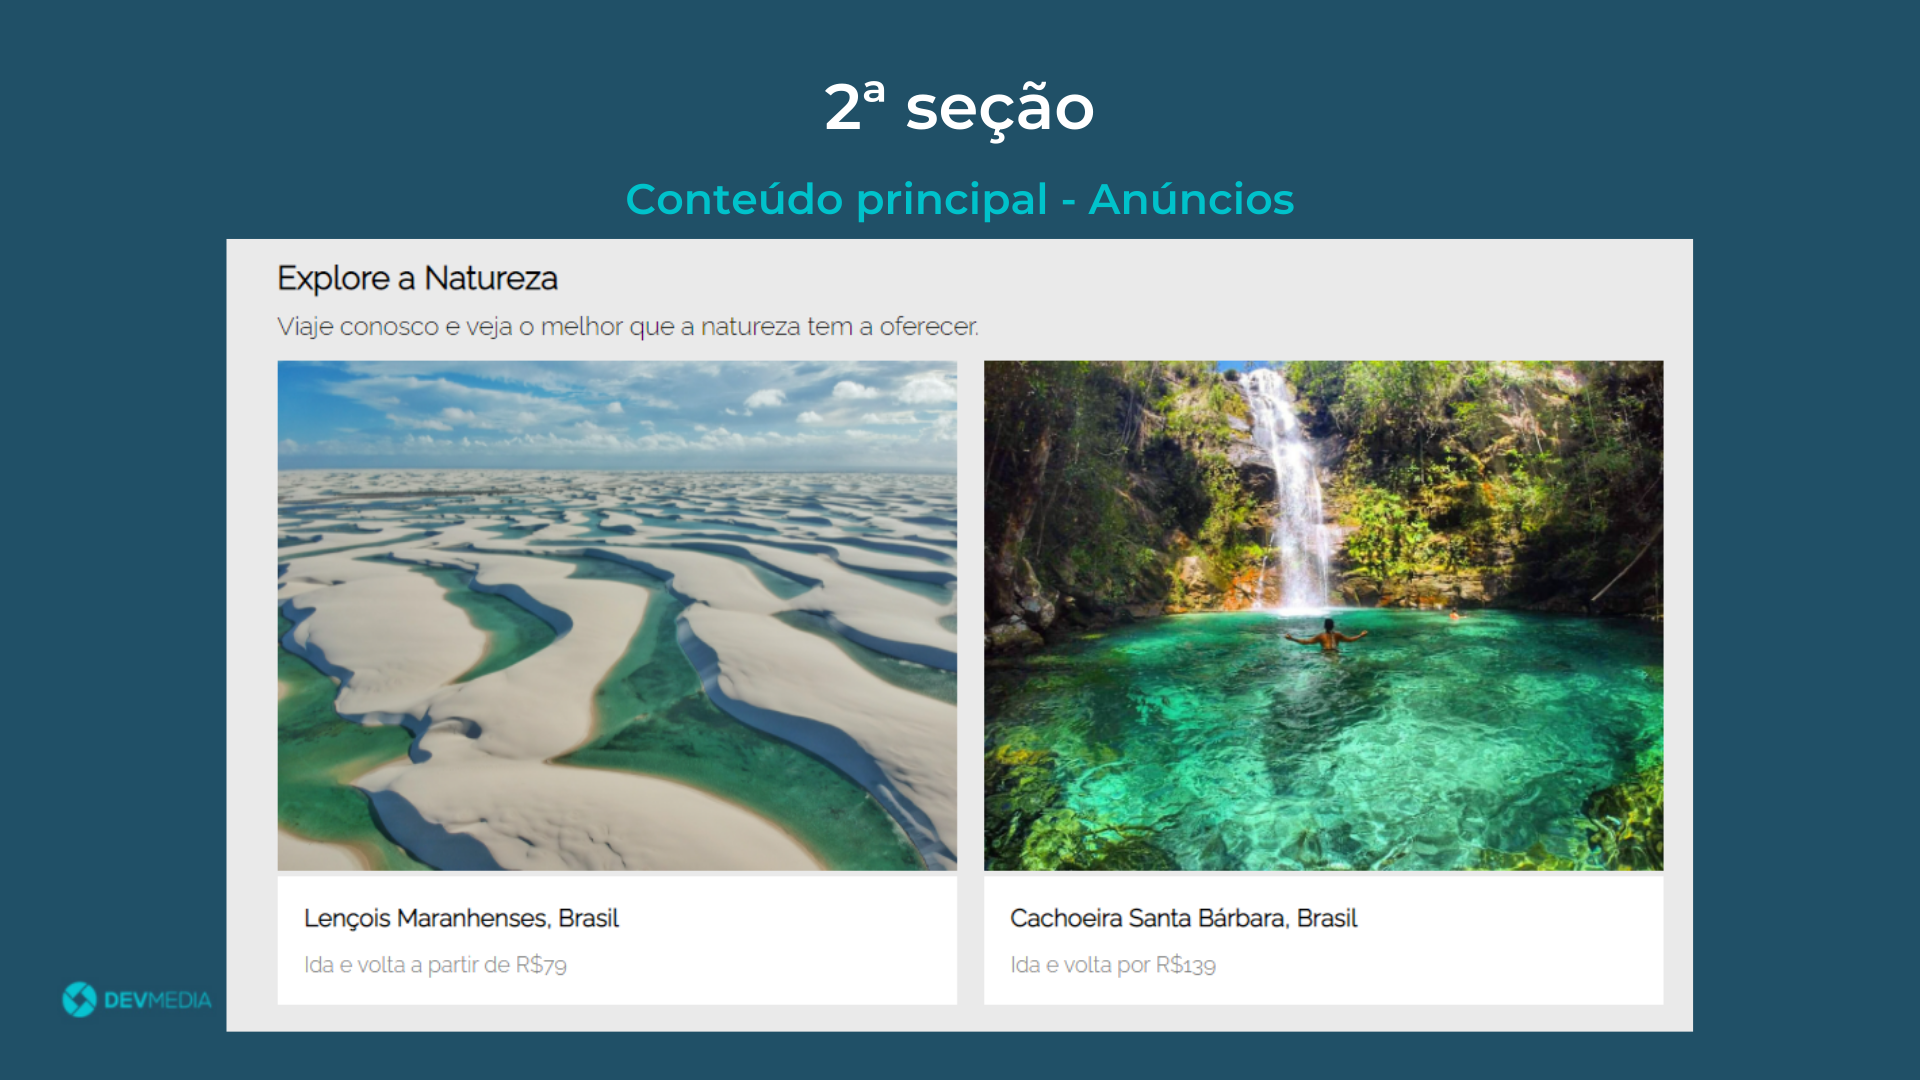 2ª seção
Conteúdo principal - Anúncios
Explore a Natureza
Viaje conosco e veja o melhor que a natureza tem a oferecer.
Lençois Maranhenses, Brasil
Ida e volta a partir de R$79
Cachoeira Santa Bárbara, Brasil
Ida e volta por R$139
DEVMEDIA